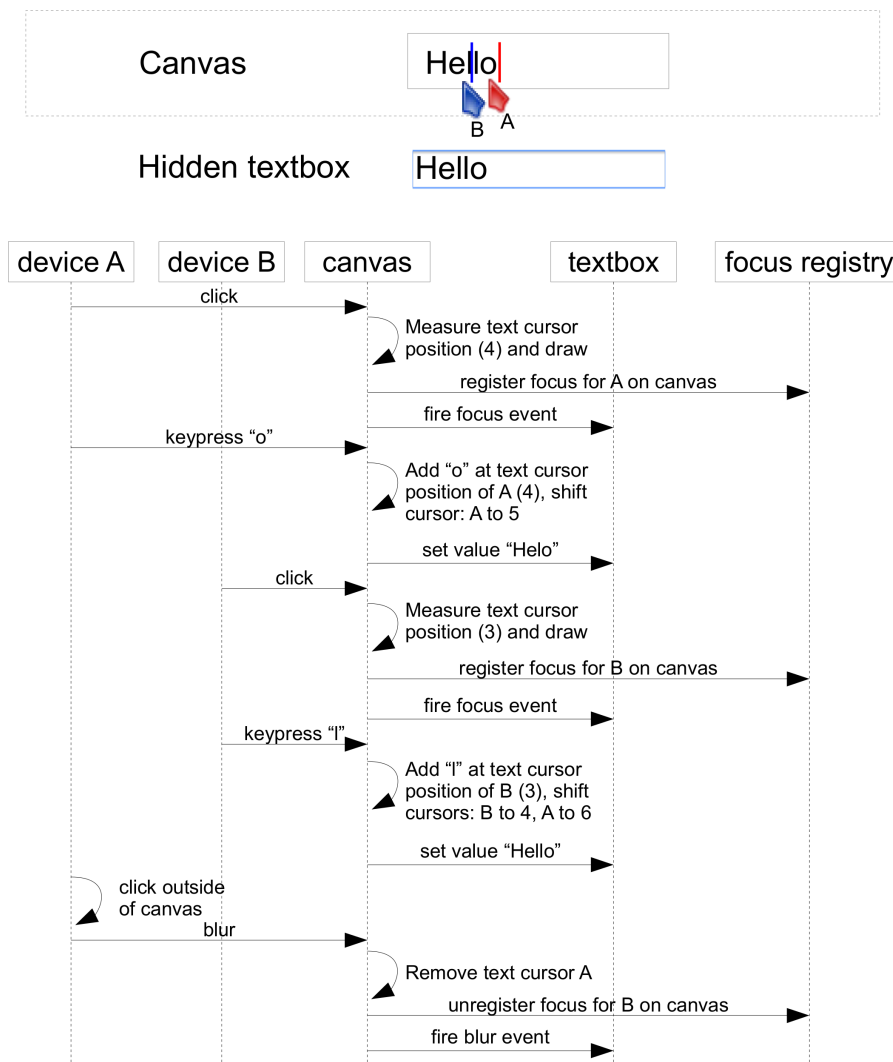 Canvas
Hello
B
A
Hidden textbox
Hello
device A
device B
canvas
textbox
focus registry
click
Measure text cursor
position (4) and draw
register focus for A on canvas
fire focus event
keypress “o”
Add “o” at text cursor
position of A (4), shift
cursor: A to 5
set value “Helo”
click
Measure text cursor
position (3) and draw
register focus for B on canvas
fire focus event
keypress “l”
Add “l” at text cursor
position of B (3), shift
cursors: B to 4, A to 6
set value “Hello”
click outside
of canvas
blur
Remove text cursor A
unregister focus for B on canvas
fire blur event